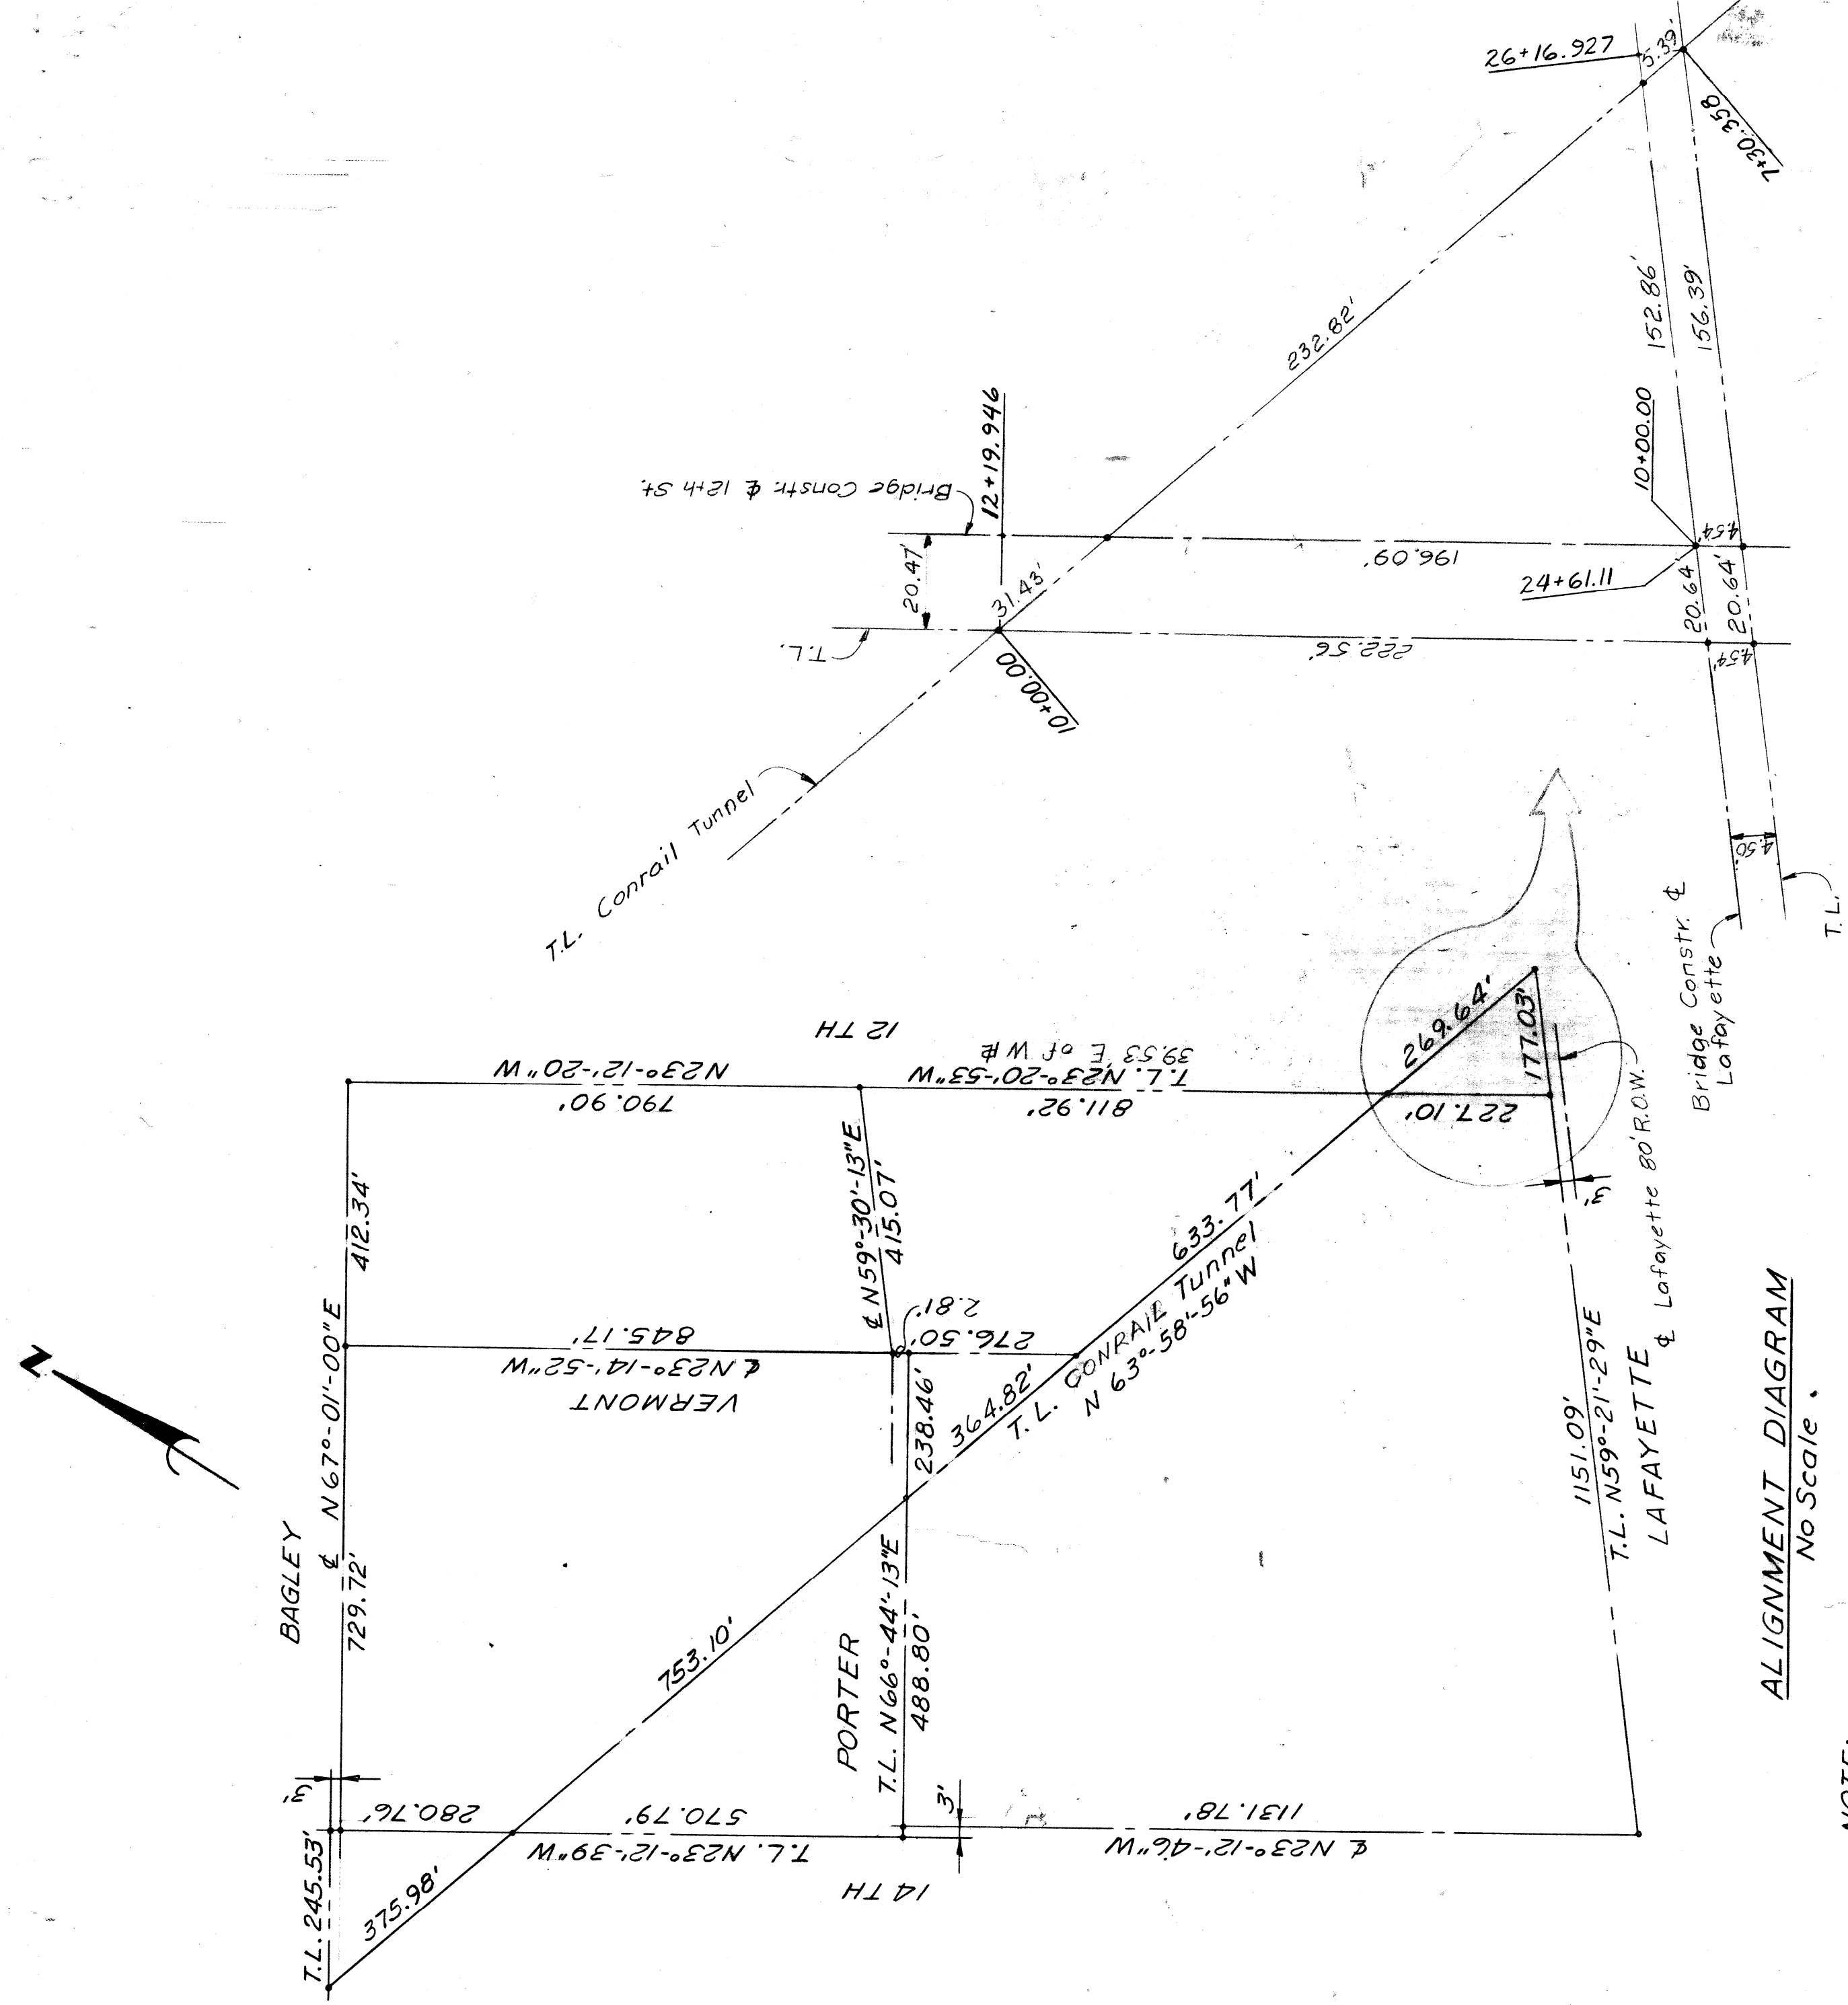 N
BAGLEY
℄ N 67°-01'-00" E
T.L. 245.53'
3'
729.72'
412.34'
375.98'
280.76'
570.79'
T.L. N23°-12'-39"W
14 TH
753.10'
VERMONT
℄ N23°-14'-52"W
845.17'
12 TH
N23°-12'-20"W
790.90'
39.53' E of W ℄
T.L. N23°-20'-53"W
811.92'
℄ N59°-30'-13"E
415.07'
2.81'
276.50'
PORTER
T.L. N66°-44'-13"E
488.80'
238.46'
364.82'
3'
℄ N23°-12'-46"W
1131.78'
633.77'
T.L. CONRAIL Tunnel
N 63°-58'-56" W
269.64'
177.03'
227.10'
3'
1151.09'
T.L. N59°-21'-29"E
LAFAYETTE
℄ Lafayette 80' R.O.W.
T.L. Conrail Tunnel
T.L.
Bridge Constr. ℄ 12th St.
20.47'
12+19.946
31.43'
10+00.00
232.82'
26+16.927
5.39'
7+30.358
222.56'
196.09'
152.86'
156.39'
10+00.00
24+61.11
20.64'
20.64'
4.54'
4.54'
4.50'
Bridge Constr. ℄
Lafayette
T.L.
ALIGNMENT DIAGRAM
No Scale .
NOTE: